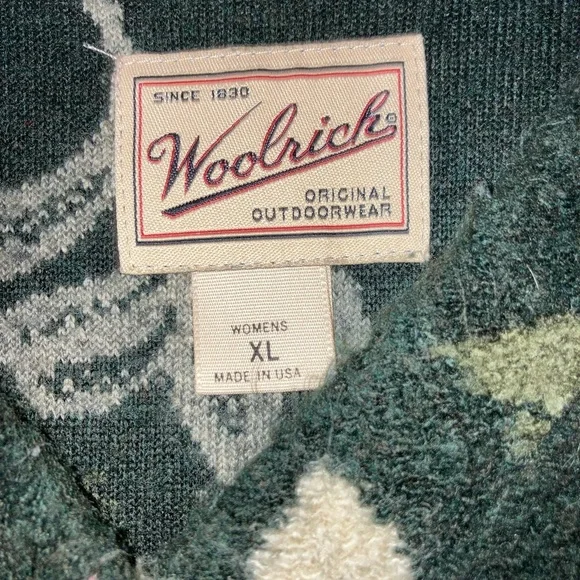 SINCE 1830
Woolrich®
ORIGINAL
OUTDOORWEAR
WOMENS
XL
MADE IN USA